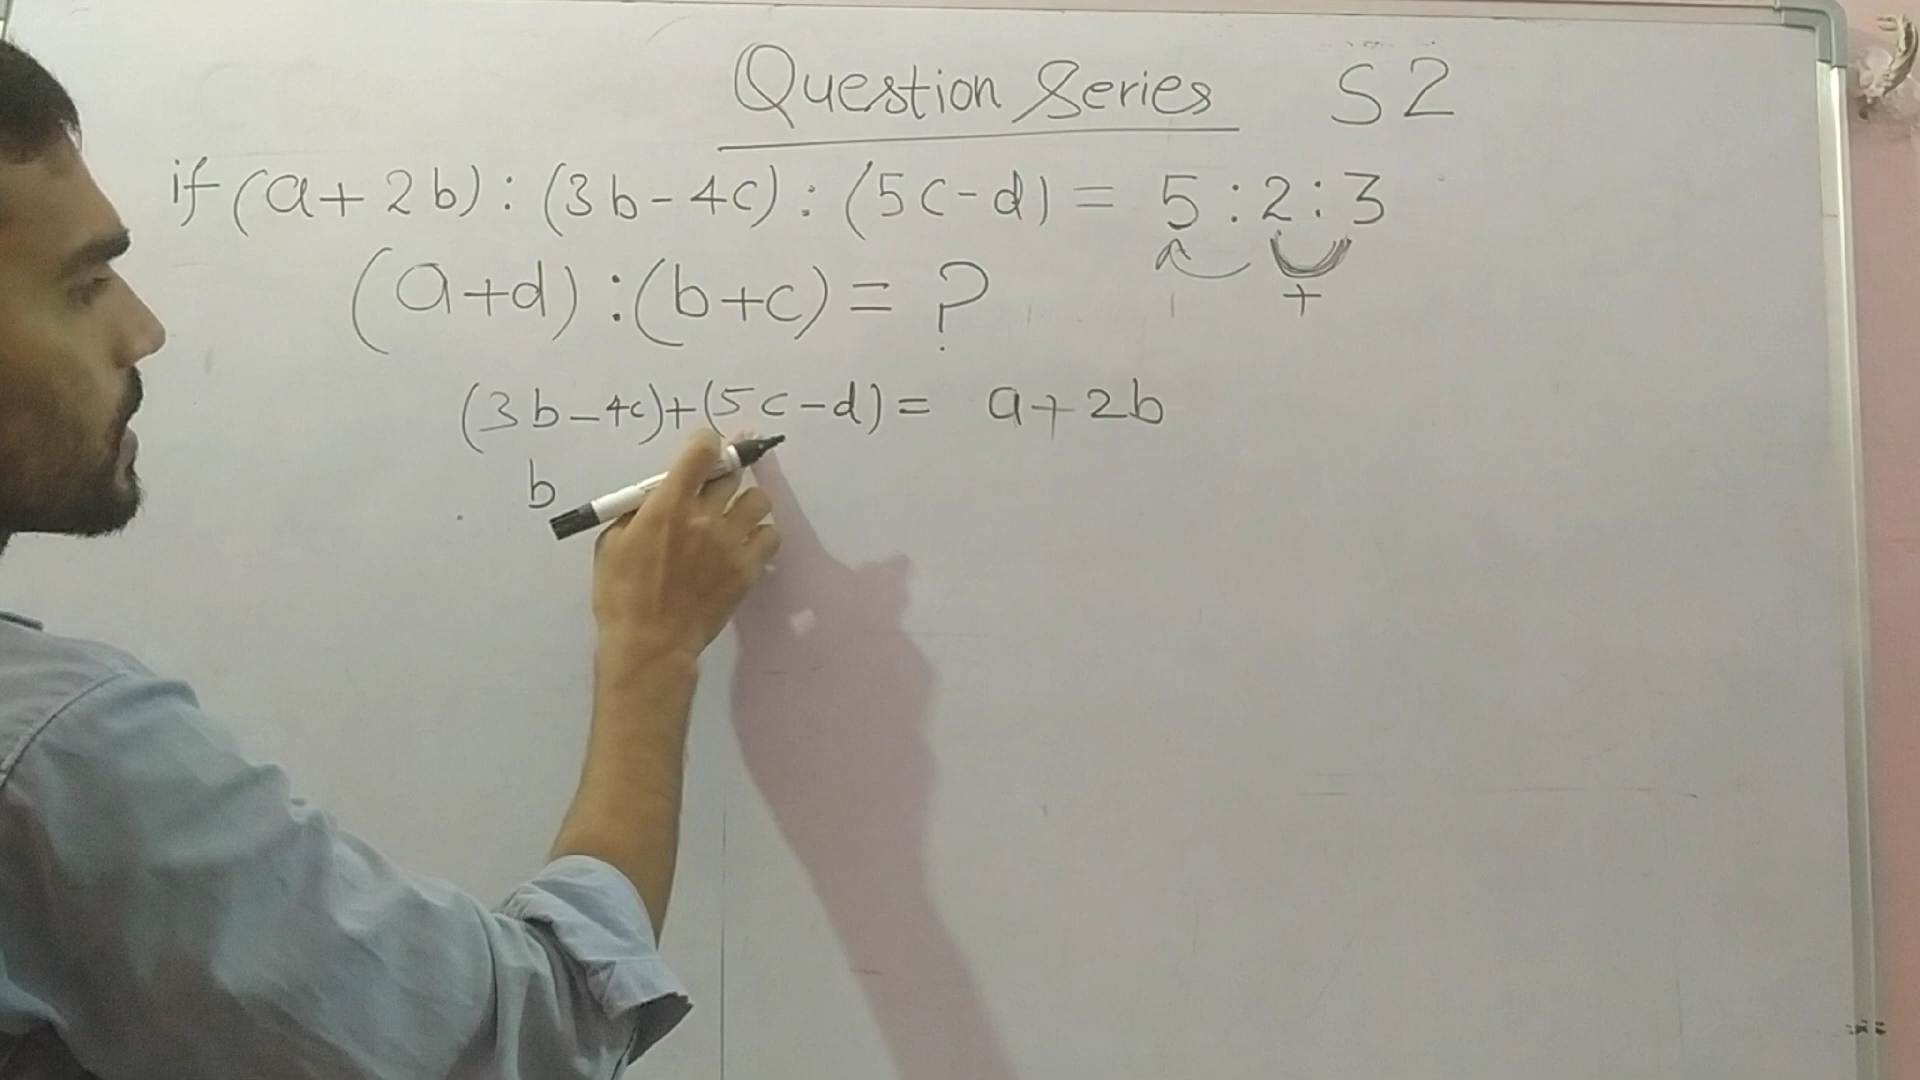 Question Series S2
if (a+2b) : (3b-4c) : (5c-d) = 5:2:3
+
(a+d) : (b+c) = ?
(3b-4c)+(5c-d) = a+2b
b